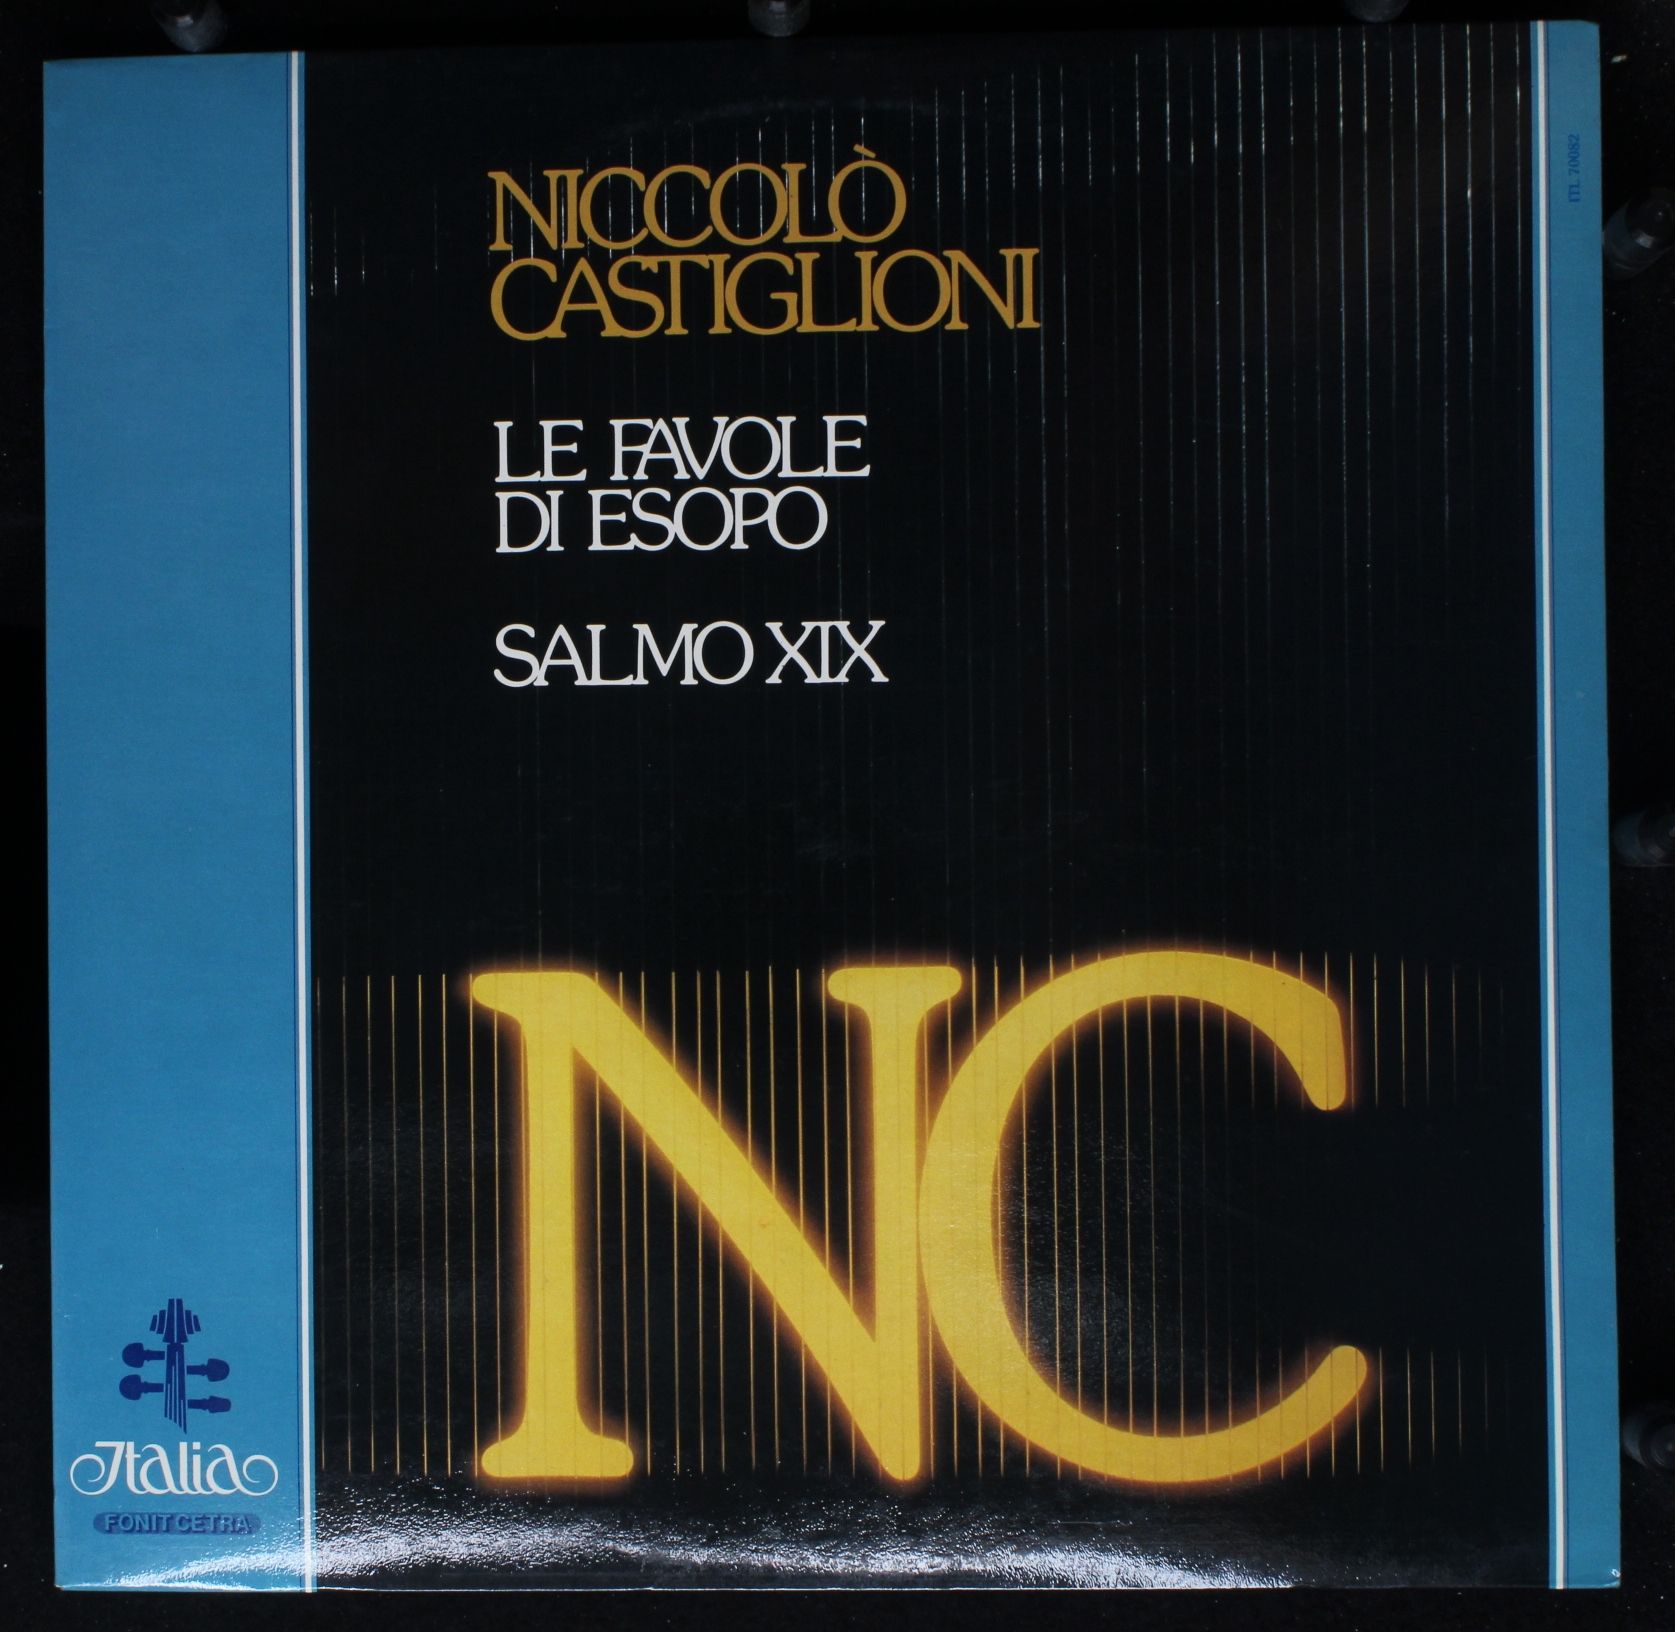 NICCOLÒ
CASTIGLIONI
LE FAVOLE
DI ESOPO
SALMO XIX
NC
Italia
FONIT CETRA
ITL 70082